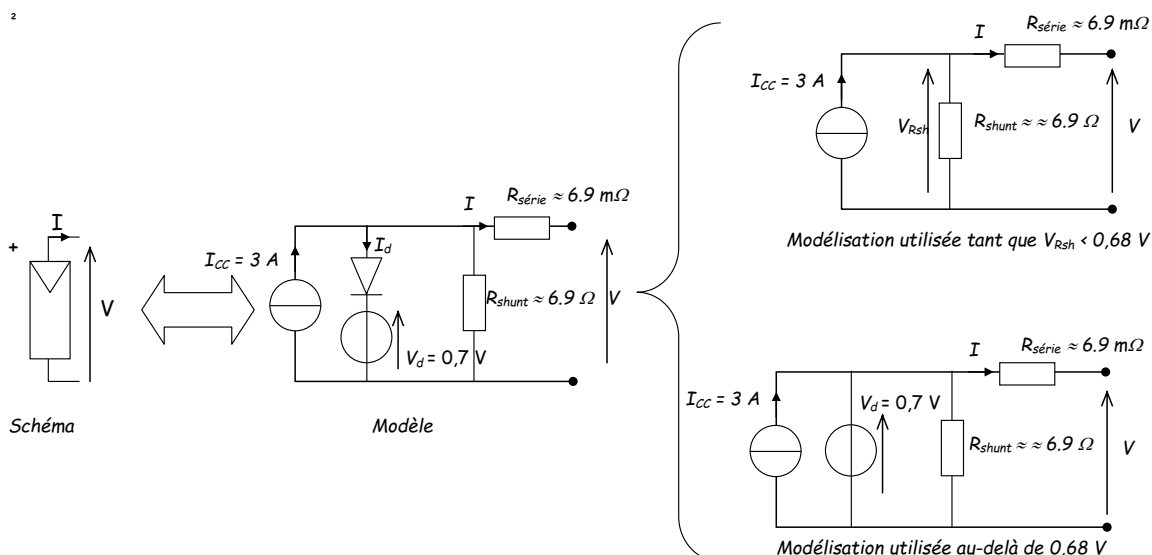 2
I
+
V
Schéma
I_CC = 3 A
I_d
V_d = 0,7 V
I
R_série ≈ 6.9 mΩ
R_shunt ≈ 6.9 Ω
V
Modèle
I
R_série ≈ 6.9 mΩ
I_CC = 3 A
V_Rsh
R_shunt ≈ ≈ 6.9 Ω
V
Modélisation utilisée tant que V_Rsh < 0,68 V
I
R_série ≈ 6.9 mΩ
I_CC = 3 A
V_d = 0,7 V
R_shunt ≈ ≈ 6.9 Ω
V
Modélisation utilisée au-delà de 0,68 V